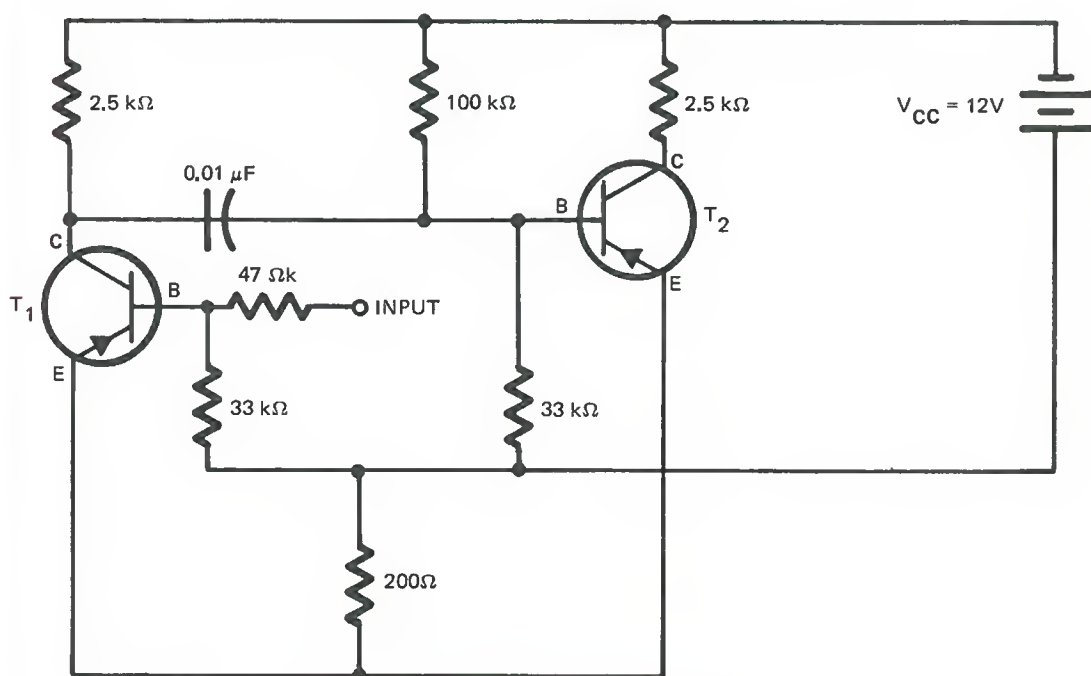 2.5 kΩ
100 kΩ
2.5 kΩ
V_CC = 12V
0.01 μF
C
B
T_2
E
C
47 Ωk
B
INPUT
T_1
E
33 kΩ
33 kΩ
200Ω